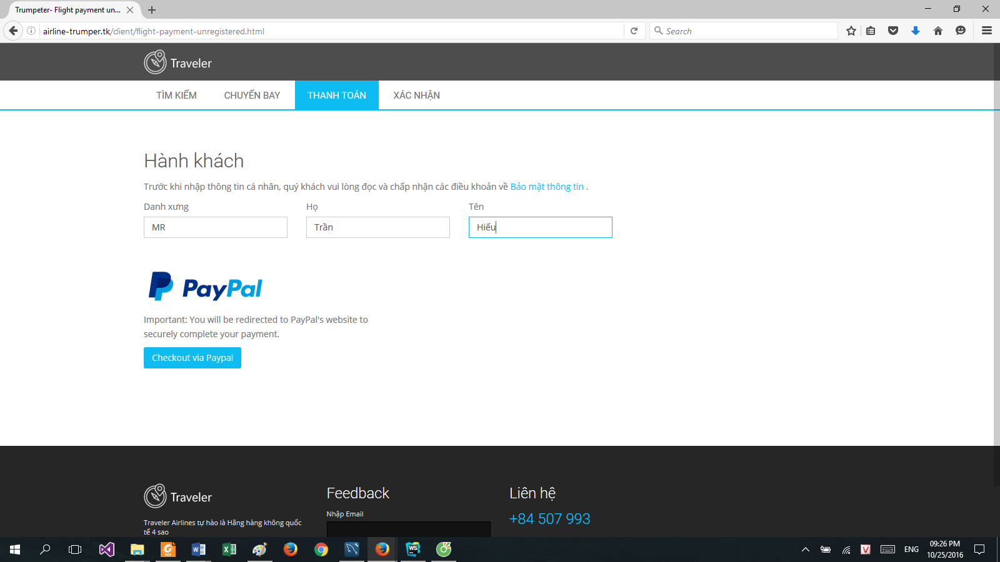 Trumpeter- Flight payment un...
airline-trumper.tk/client/flight-payment-unregistered.html
Search
Traveler
TÌM KIẾM
CHUYẾN BAY
THANH TOÁN
XÁC NHẬN
Hành khách
Trước khi nhập thông tin cá nhân, quý khách vui lòng đọc và chấp nhận các điều khoản về Bảo mật thông tin .
Danh xưng
Họ
Tên
MR
Trần
Hiếu
PayPal
Important: You will be redirected to PayPal's website to
securely complete your payment.
Checkout via Paypal
Traveler
Traveler Airlines tự hào là Hãng hàng không quốc
tế 4 sao
Feedback
Nhập Email
Liên hệ
+84 507 993
ENG
09:26 PM
10/25/2016